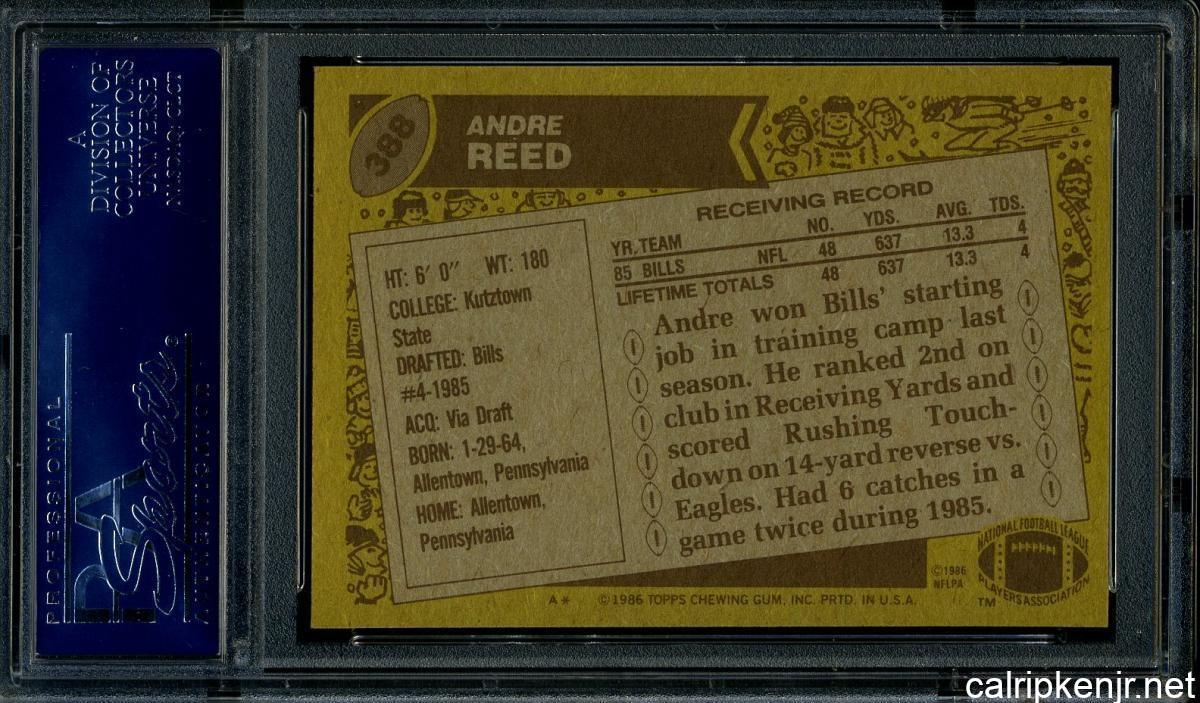 A
DIVISION OF
COLLECTORS
UNIVERSE
NASDAQ: CLCT
PROFESSIONAL
PSA
Sports
AUTHENTICATOR
388
ANDRE
REED
HT: 6' 0" WT: 180
COLLEGE: Kutztown
State
DRAFTED: Bills
#4-1985
ACQ: Via Draft
BORN: 1-29-64,
Allentown, Pennsylvania
HOME: Allentown,
Pennsylvania
RECEIVING RECORD
YR. TEAM NO. YDS. AVG. TDS.
85 BILLS NFL 48 637 13.3 4
LIFETIME TOTALS 48 637 13.3 4
Andre won Bills' starting
job in training camp last
season. He ranked 2nd on
club in Receiving Yards and
scored Rushing Touch-
down on 14-yard reverse vs.
Eagles. Had 6 catches in a
game twice during 1985.
NATIONAL FOOTBALL LEAGUE
PLAYERS ASSOCIATION
TM
©1986
NFLPA
A* ©1986 TOPPS CHEWING GUM, INC. PRTD. IN U.S.A.
calripkenjr.net